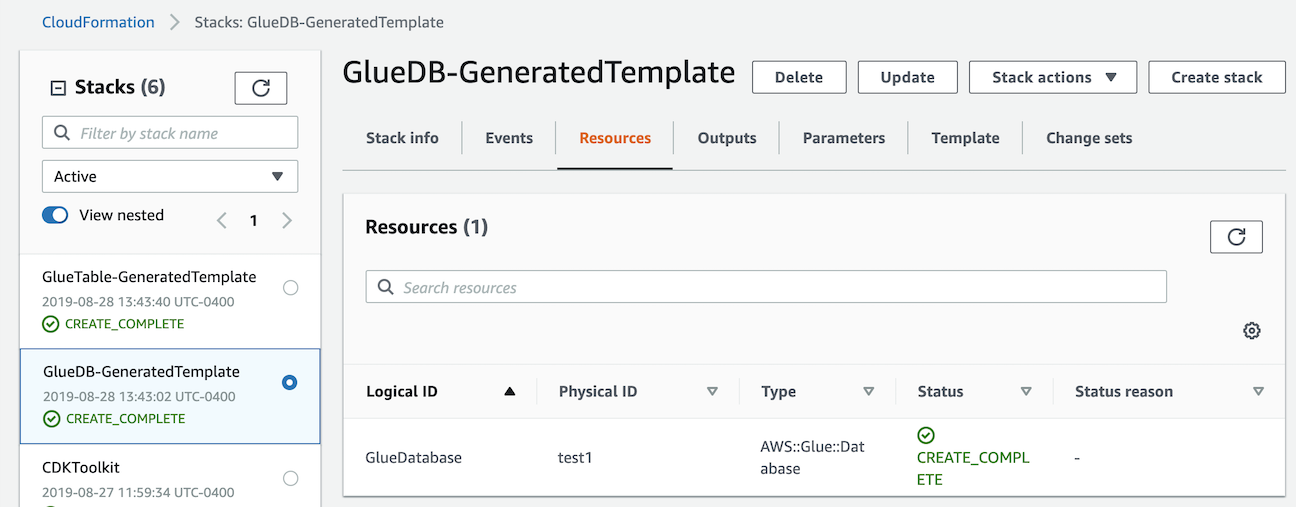 CloudFormation > Stacks: GlueDB-GeneratedTemplate
Stacks (6)
Filter by stack name
Active
View nested
1
GlueTable-GeneratedTemplate
2019-08-28 13:43:40 UTC-0400
CREATE_COMPLETE
GlueDB-GeneratedTemplate
2019-08-28 13:43:02 UTC-0400
CREATE_COMPLETE
CDKToolkit
2019-08-27 11:59:34 UTC-0400
GlueDB-GeneratedTemplate
Delete Update Stack actions Create stack
Stack info Events Resources Outputs Parameters Template Change sets
Resources (1)
Search resources
Logical ID Physical ID Type Status Status reason
GlueDatabase test1 AWS::Glue::Dat CREATE_COMPL -
abase ETE